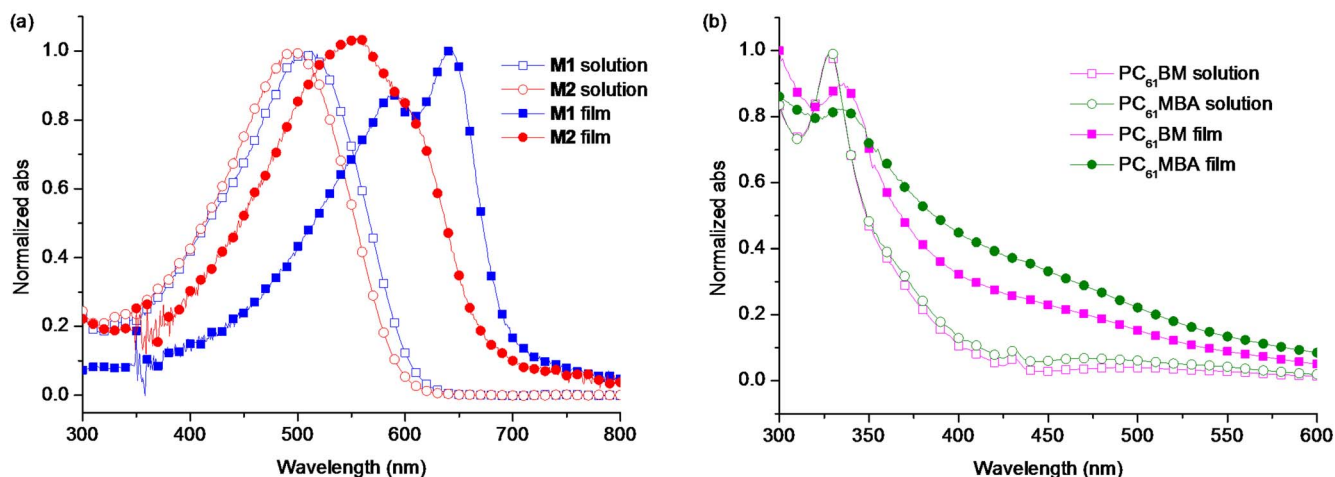 (a)
Normalized abs
1.0
0.8
0.6
0.4
0.2
0.0
300 400 500 600 700 800
Wavelength (nm)
M1 solution
M2 solution
M1 film
M2 film
(b)
Normalized abs
1.0
0.8
0.6
0.4
0.2
0.0
300 350 400 450 500 550 600
Wavelength (nm)
PC₆₁BM solution
PC₆₁MBA solution
PC₆₁BM film
PC₆₁MBA film